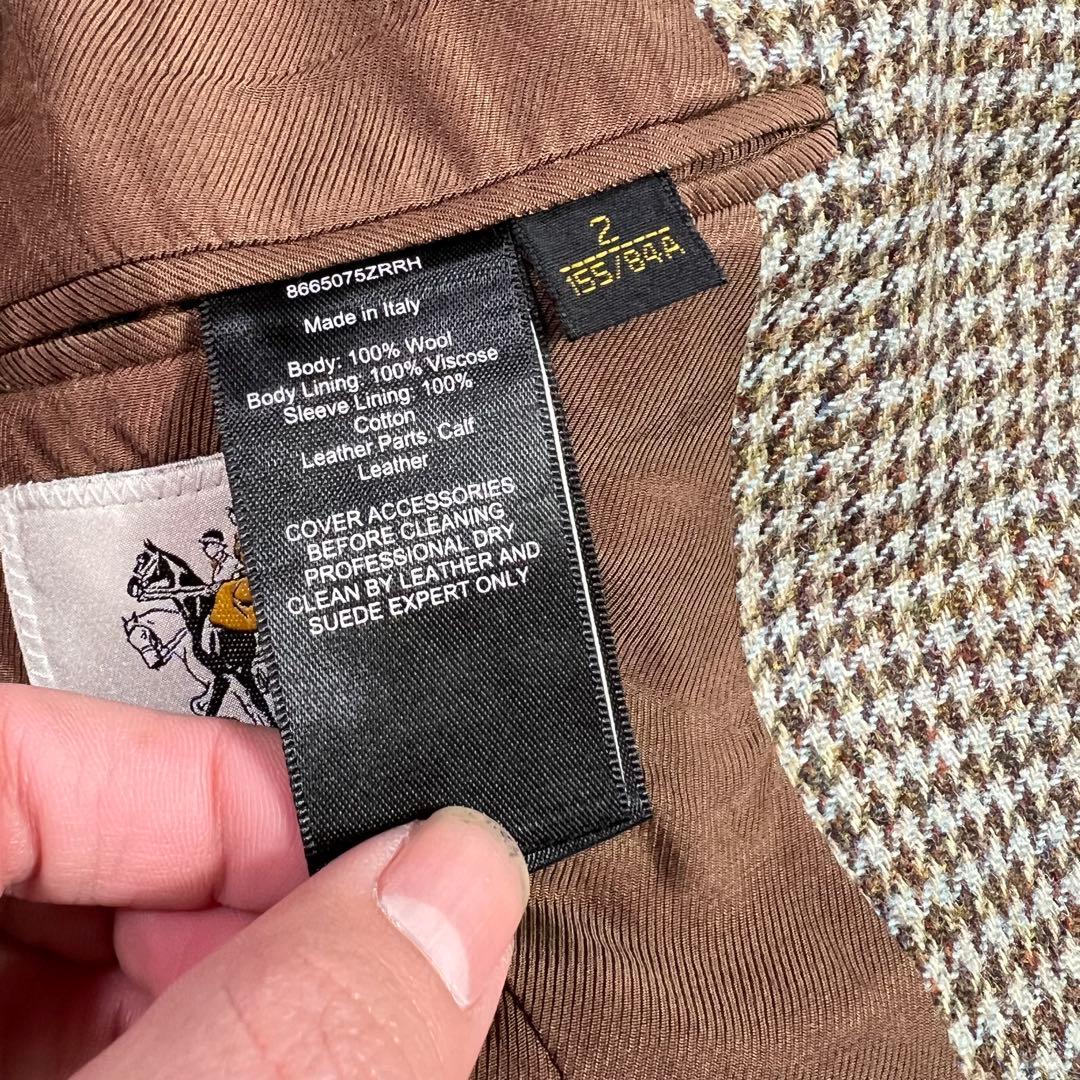 8665075ZRRH
Made in Italy
Body: 100% Wool
Body Lining: 100% Viscose
Sleeve Lining: 100%
Cotton
Leather Parts: Calf
Leather
COVER ACCESSORIES
BEFORE CLEANING
PROFESSIONAL DRY
CLEAN BY LEATHER AND
SUEDE EXPERT ONLY
2
155/84A